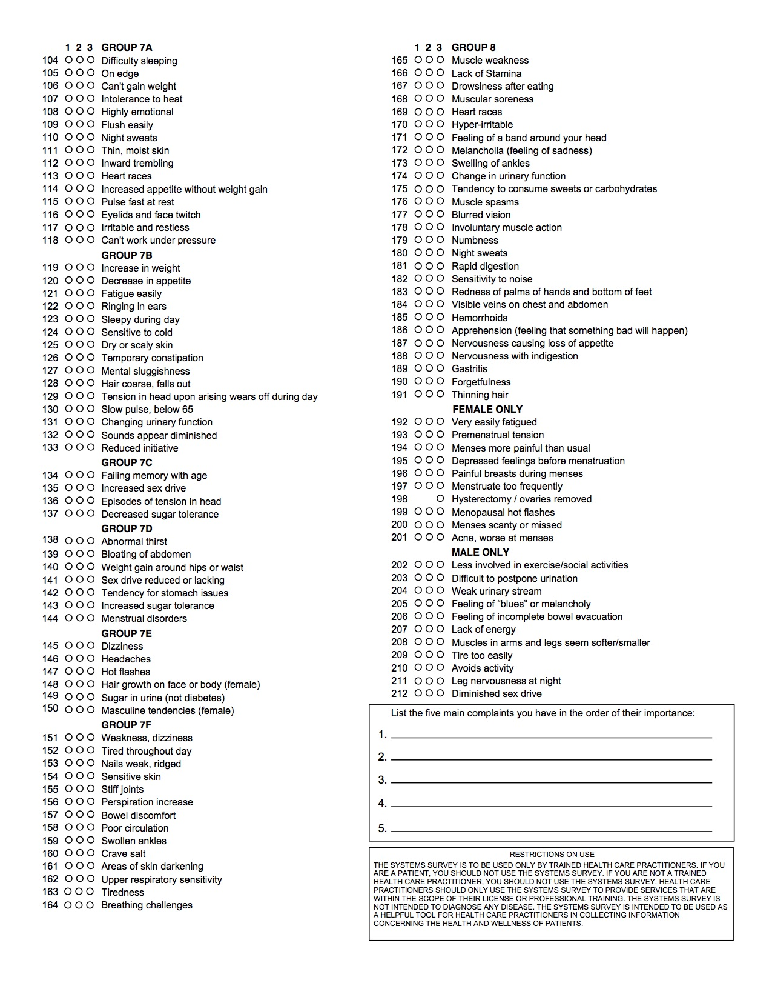 1 2 3 GROUP 7A
104 O O O Difficulty sleeping
105 O O O On edge
106 O O O Can't gain weight
107 O O O Intolerance to heat
108 O O O Highly emotional
109 O O O Flush easily
110 O O O Night sweats
111 O O O Thin, moist skin
112 O O O Inward trembling
113 O O O Heart races
114 O O O Increased appetite without weight gain
115 O O O Pulse fast at rest
116 O O O Eyelids and face twitch
117 O O O Irritable and restless
118 O O O Can't work under pressure
GROUP 7B
119 O O O Increase in weight
120 O O O Decrease in appetite
121 O O O Fatigue easily
122 O O O Ringing in ears
123 O O O Sleepy during day
124 O O O Sensitive to cold
125 O O O Dry or scaly skin
126 O O O Temporary constipation
127 O O O Mental sluggishness
128 O O O Hair coarse, falls out
129 O O O Tension in head upon arising wears off during day
130 O O O Slow pulse, below 65
131 O O O Changing urinary function
132 O O O Sounds appear diminished
133 O O O Reduced initiative
GROUP 7C
134 O O O Failing memory with age
135 O O O Increased sex drive
136 O O O Episodes of tension in head
137 O O O Decreased sugar tolerance
GROUP 7D
138 O O O Abnormal thirst
139 O O O Bloating of abdomen
140 O O O Weight gain around hips or waist
141 O O O Sex drive reduced or lacking
142 O O O Tendency for stomach issues
143 O O O Increased sugar tolerance
144 O O O Menstrual disorders
GROUP 7E
145 O O O Dizziness
146 O O O Headaches
147 O O O Hot flashes
148 O O O Hair growth on face or body (female)
149 O O O Sugar in urine (not diabetes)
150 O O O Masculine tendencies (female)
GROUP 7F
151 O O O Weakness, dizziness
152 O O O Tired throughout day
153 O O O Nails weak, ridged
154 O O O Sensitive skin
155 O O O Stiff joints
156 O O O Perspiration increase
157 O O O Bowel discomfort
158 O O O Poor circulation
159 O O O Swollen ankles
160 O O O Crave salt
161 O O O Areas of skin darkening
162 O O O Upper respiratory sensitivity
163 O O O Tiredness
164 O O O Breathing challenges
1 2 3 GROUP 8
165 O O O Muscle weakness
166 O O O Lack of Stamina
167 O O O Drowsiness after eating
168 O O O Muscular soreness
169 O O O Heart races
170 O O O Hyper-irritable
171 O O O Feeling of a band around your head
172 O O O Melancholia (feeling of sadness)
173 O O O Swelling of ankles
174 O O O Change in urinary function
175 O O O Tendency to consume sweets or carbohydrates
176 O O O Muscle spasms
177 O O O Blurred vision
178 O O O Involuntary muscle action
179 O O O Numbness
180 O O O Night sweats
181 O O O Rapid digestion
182 O O O Sensitivity to noise
183 O O O Redness of palms of hands and bottom of feet
184 O O O Visible veins on chest and abdomen
185 O O O Hemorrhoids
186 O O O Apprehension (feeling that something bad will happen)
187 O O O Nervousness causing loss of appetite
188 O O O Nervousness with indigestion
189 O O O Gastritis
190 O O O Forgetfulness
191 O O O Thinning hair
FEMALE ONLY
192 O O O Very easily fatigued
193 O O O Premenstrual tension
194 O O O Menses more painful than usual
195 O O O Depressed feelings before menstruation
196 O O O Painful breasts during menses
197 O O O Menstruate too frequently
198 O Hysterectomy / ovaries removed
199 O O O Menopausal hot flashes
200 O O O Menses scanty or missed
201 O O O Acne, worse at menses
MALE ONLY
202 O O O Less involved in exercise/social activities
203 O O O Difficult to postpone urination
204 O O O Weak urinary stream
205 O O O Feeling of “blues” or melancholy
206 O O O Feeling of incomplete bowel evacuation
207 O O O Lack of energy
208 O O O Muscles in arms and legs seem softer/smaller
209 O O O Tire too easily
210 O O O Avoids activity
211 O O O Leg nervousness at night
212 O O O Diminished sex drive
List the five main complaints you have in the order of their importance:
1.
2.
3.
4.
5.
RESTRICTIONS ON USE
THE SYSTEMS SURVEY IS TO BE USED ONLY BY TRAINED HEALTH CARE PRACTITIONERS. IF YOU
ARE A PATIENT, YOU SHOULD NOT USE THE SYSTEMS SURVEY. IF YOU ARE NOT A TRAINED
HEALTH CARE PRACTITIONER, YOU SHOULD NOT USE THE SYSTEMS SURVEY. HEALTH CARE
PRACTITIONERS SHOULD ONLY USE THE SYSTEMS SURVEY TO PROVIDE SERVICES THAT ARE
WITHIN THE SCOPE OF THEIR LICENSE OR PROFESSIONAL TRAINING. THE SYSTEMS SURVEY IS
NOT INTENDED TO DIAGNOSE ANY DISEASE. THE SYSTEMS SURVEY IS INTENDED TO BE USED AS
A HELPFUL TOOL FOR HEALTH CARE PRACTITIONERS IN COLLECTING INFORMATION
CONCERNING THE HEALTH AND WELLNESS OF PATIENTS.